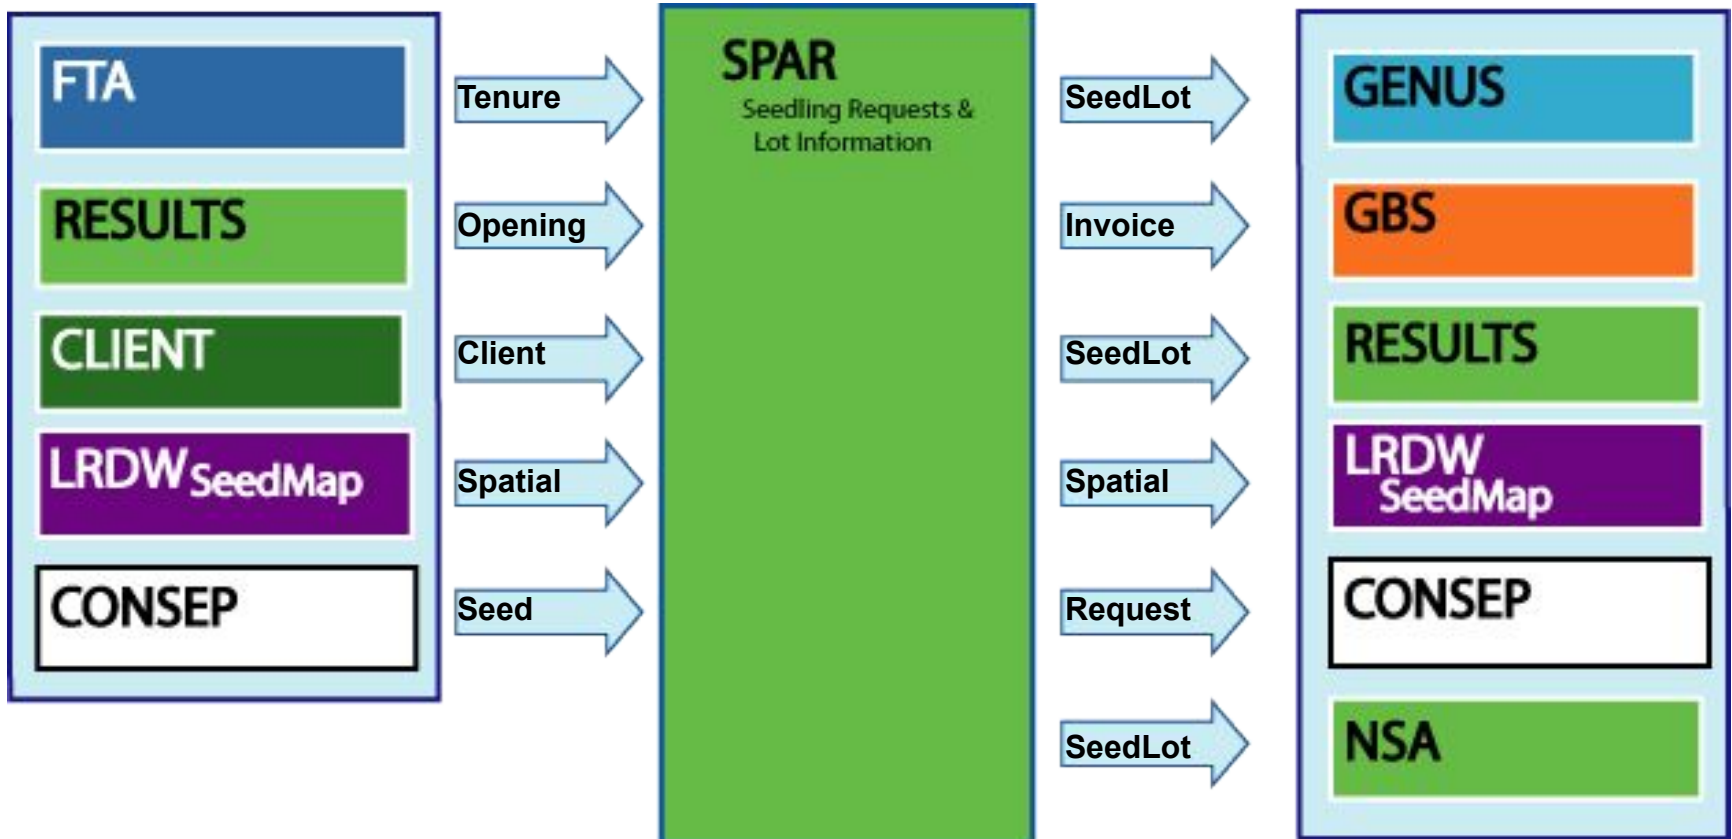 FTA
RESULTS
CLIENT
LRDW SeedMap
CONSEP
Tenure
Opening
Client
Spatial
Seed
SPAR
Seedling Requests &
Lot Information
SeedLot
Invoice
SeedLot
Spatial
Request
SeedLot
GENUS
GBS
RESULTS
LRDW
SeedMap
CONSEP
NSA